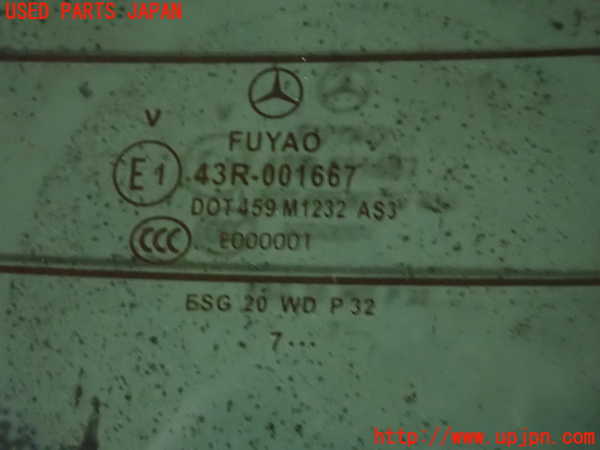 USED PARTS JAPAN
V
FUYAO
E1 43R-001667
DOT459 M1232 AS3
CCC E000001
ESG 20 WD P 32
7...
http://www.upjpn.com/